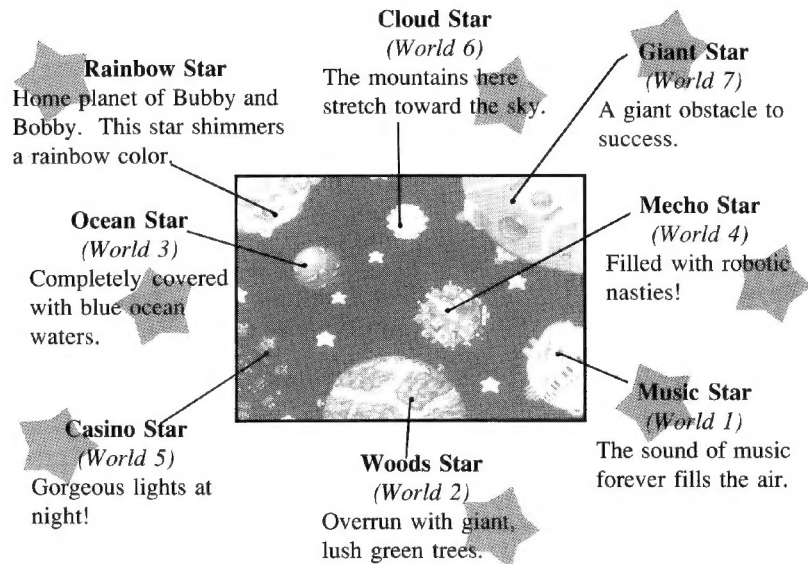 Cloud Star
(World 6)
The mountains here
stretch toward the sky.
Rainbow Star
Home planet of Bubby and
Bobby. This star shimmers
a rainbow color.
Giant Star
(World 7)
A giant obstacle to
success.
Ocean Star
(World 3)
Completely covered
with blue ocean
waters.
Mecho Star
(World 4)
Filled with robotic
nasties!
Casino Star
(World 5)
Gorgeous lights at
night!
Woods Star
(World 2)
Overrun with giant,
lush green trees.
Music Star
(World 1)
The sound of music
forever fills the air.